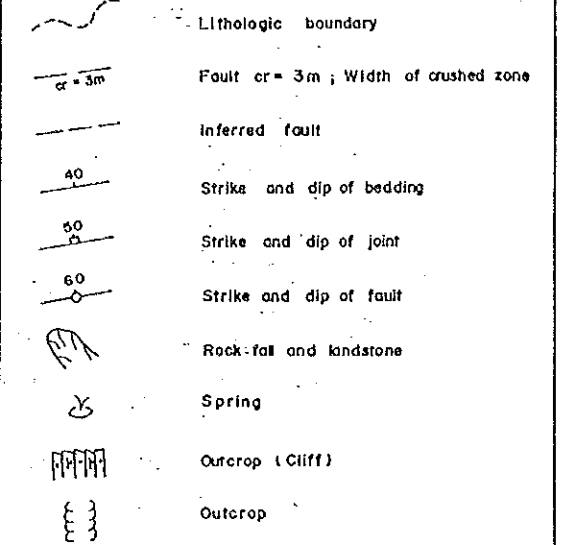 Lithologic boundary
cr = 3m Fault cr = 3m ; Width of crushed zone
Inferred fault
40 Strike and dip of bedding
50 Strike and dip of joint
60 Strike and dip of fault
Rock-fall and landstone
Spring
Outcrop (Cliff)
Outcrop